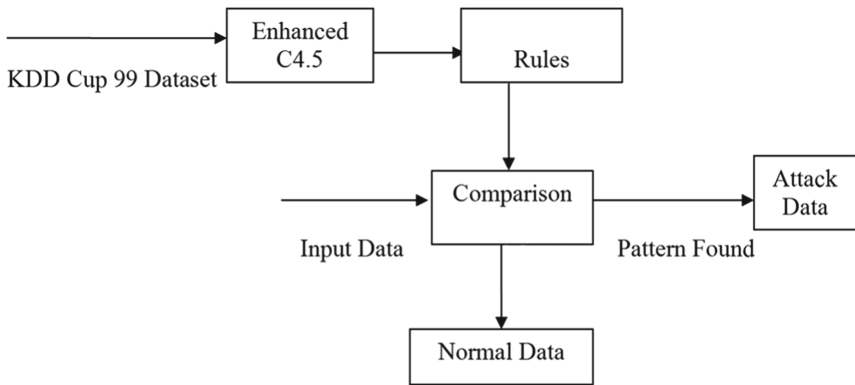 Enhanced
C4.5
Rules
KDD Cup 99 Dataset
Comparison
Attack
Data
Input Data
Pattern Found
Normal Data